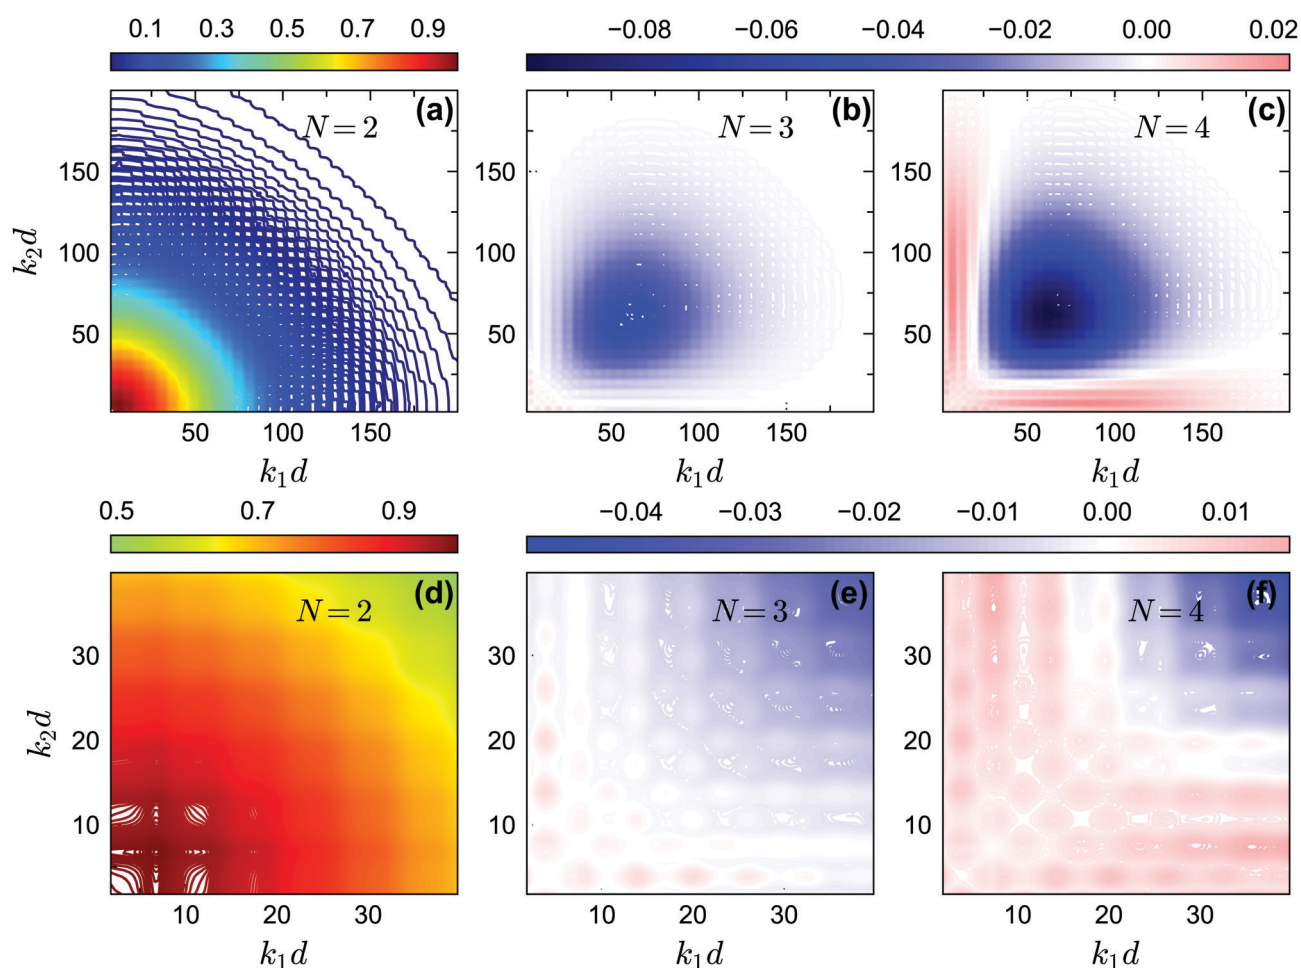 0.1 0.3 0.5 0.7 0.9
−0.08 −0.06 −0.04 −0.02 0.00 0.02
(a) N = 2
(b) N = 3
(c) N = 4
150
100
50
k₂d
150
100
50
150
100
50
50 100 150
50 100 150
50 100 150
k₁d
k₁d
k₁d
0.5 0.7 0.9
−0.04 −0.03 −0.02 −0.01 0.00 0.01
(d) N = 2
(e) N = 3
(f) N = 4
30
20
10
k₂d
30
20
10
30
20
10
10 20 30
10 20 30
10 20 30
k₁d
k₁d
k₁d